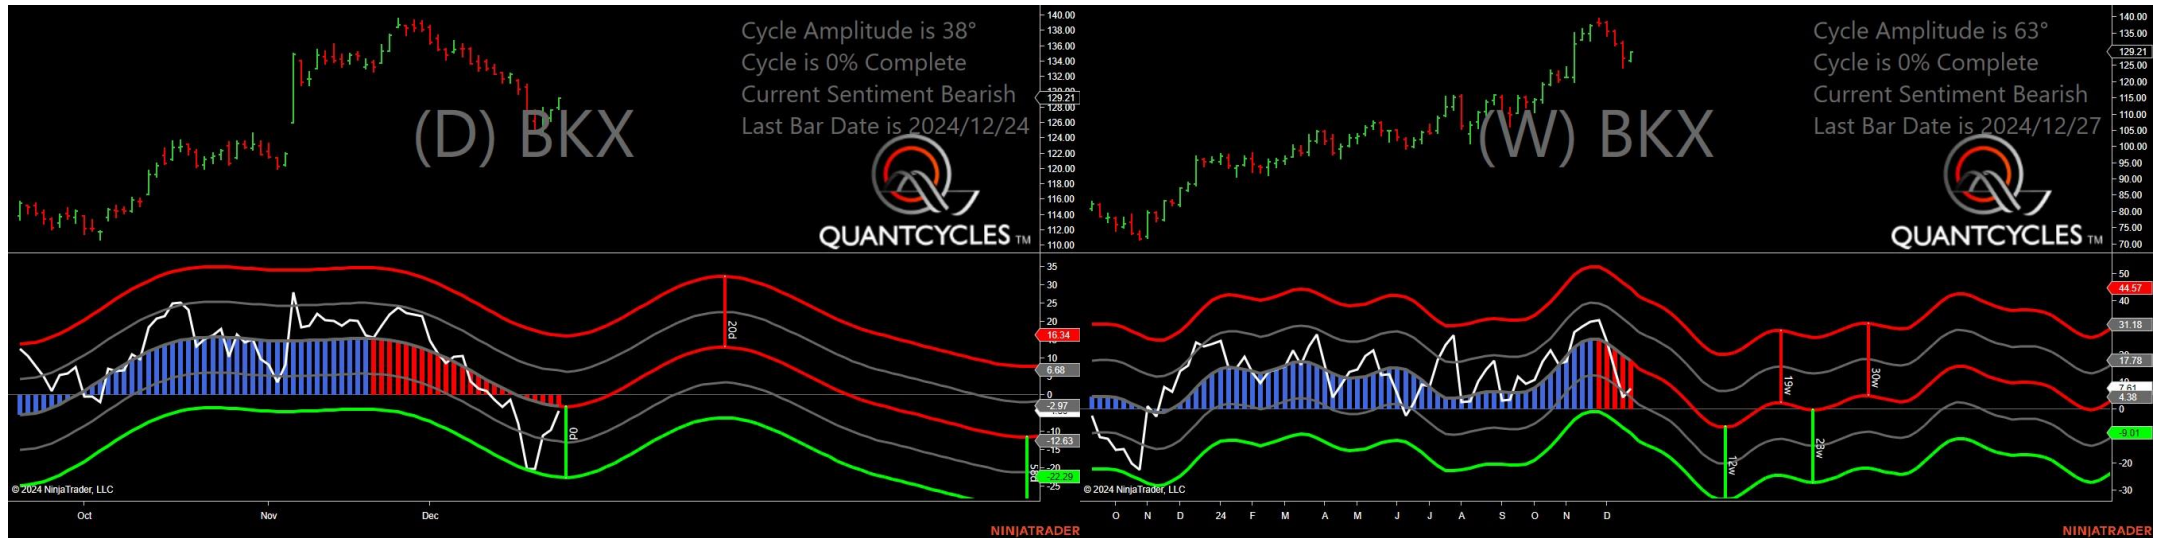 Cycle Amplitude is 38°
Cycle is 0% Complete
Current Sentiment Bearish
Last Bar Date is 2024/12/24
(D) BKX
QUANTCYCLES TM
140.00
138.00
136.00
134.00
132.00
129.21
128.00
126.00
124.00
122.00
120.00
118.00
116.00
114.00
112.00
110.00
35
30
25
20
16.34
10
6.68
0
-2.97
-10
-12.63
-20
-22.29
-25
20d
0d
58d
© 2024 NinjaTrader, LLC
Oct Nov Dec
NINJATRADER
Cycle Amplitude is 63°
Cycle is 0% Complete
Current Sentiment Bearish
Last Bar Date is 2024/12/27
(W) BKX
QUANTCYCLES TM
140.00
135.00
129.21
125.00
120.00
115.00
110.00
105.00
100.00
95.00
90.00
85.00
80.00
75.00
70.00
50
44.57
40
31.18
17.78
7.61
4.38
0
-9.01
-20
-30
12w
19w
28w
30w
© 2024 NinjaTrader, LLC
O N D 24 F M A M J J A S O N D
NINJATRADER